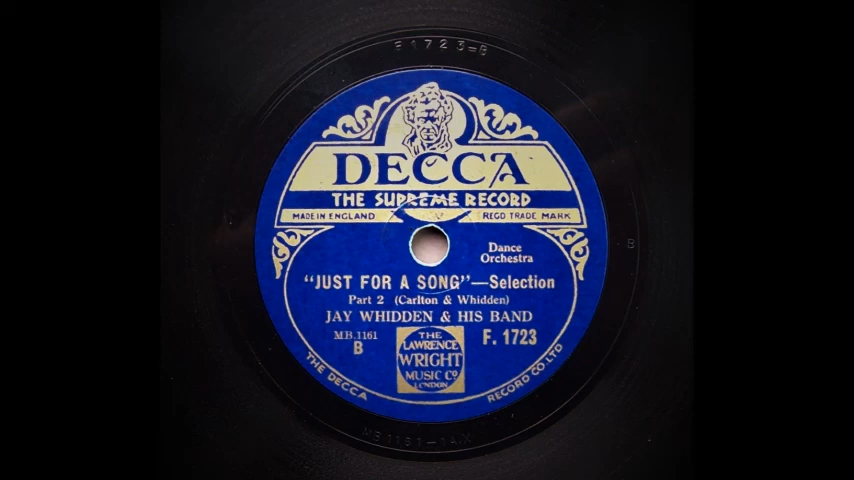 F1723-B
DECCA
THE SUPREME RECORD
MADE IN ENGLAND REGD TRADE MARK
Dance
Orchestra
"JUST FOR A SONG"—Selection
Part 2 (Carlton & Whidden)
JAY WHIDDEN & HIS BAND
MB.1161
B
F. 1723
THE
LAWRENCE
WRIGHT
MUSIC Cº
LONDON
THE DECCA RECORD CO. LTD
B